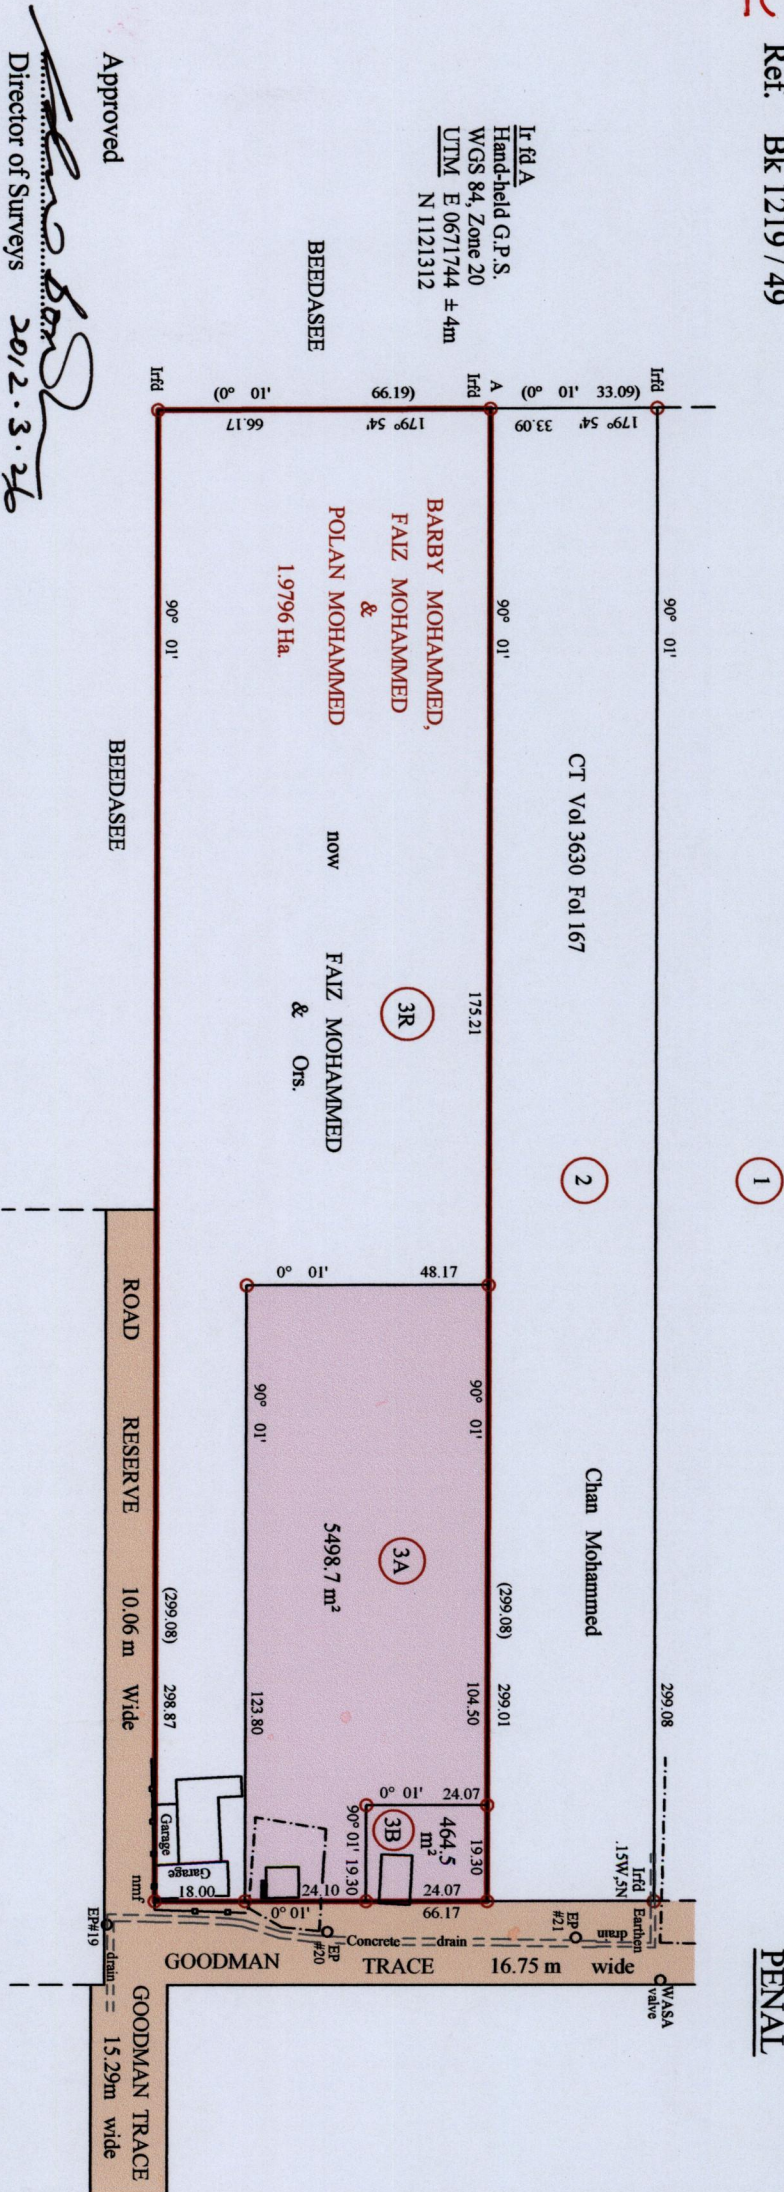 Ref. Bk 1219 / 49
PENAL
1
Ir fd A
Hand-held G.P.S.
WGS 84, Zone 20
UTM E 0671744 ± 4m
N 1121312
Irfd
90° 01'
299.08
WASA
valve
(0° 01' 33.09)
179° 54' 33.09
CT Vol 3630 Fol 167
2
Chan Mohammed
Irfd
.15W,5N
Earthen
drain
EP
#21
A
Irfd
90° 01'
(299.08) 299.01
175.21
90° 01'
104.50
19.30
BEEDASEE
(0° 01' 66.19)
179° 54' 66.17
BARBY MOHAMMED,
FAIZ MOHAMMED
&
POLAN MOHAMMED
1.9796 Ha.
now FAIZ MOHAMMED
& Ors.
3R
0° 01' 48.17
3A
5498.7 m²
0° 01' 24.07
464.5
m²
3B
90° 01' 19.30
24.07
66.17
24.10
0° 01'
18.00
90° 01'
123.80
Concrete drain
EP
#20
GOODMAN TRACE 16.75 m wide
Garage
Garage
Irfd
90° 01'
(299.08) 298.87
nmf
BEEDASEE
ROAD RESERVE 10.06 m Wide
EP#19
drain
GOODMAN TRACE
15.29m wide
Approved
Director of Surveys 2012.3.26